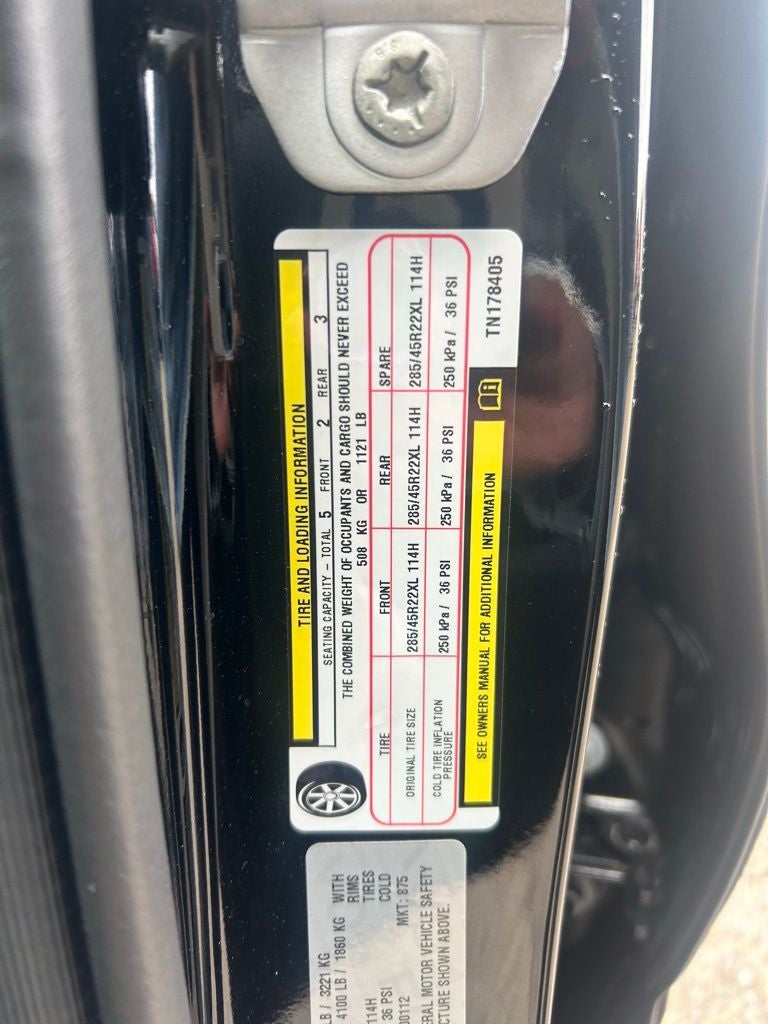 TIRE AND LOADING INFORMATION
SEATING CAPACITY – TOTAL 5 FRONT 2 REAR 3
THE COMBINED WEIGHT OF OCCUPANTS AND CARGO SHOULD NEVER EXCEED
508 KG OR 1121 LB
TIRE FRONT REAR SPARE
ORIGINAL TIRE SIZE 285/45R22XL 114H 285/45R22XL 114H 285/45R22XL 114H
COLD TIRE INFLATION PRESSURE 250 kPa / 36 PSI 250 kPa / 36 PSI 250 kPa / 36 PSI
SEE OWNERS MANUAL FOR ADDITIONAL INFORMATION
TN178405
LB / 3221 KG
4100 LB / 1860 KG WITH
RIMS
114H TIRES
36 PSI COLD
00112 MKT: 875
MOTOR VEHICLE SAFETY
SHOWN ABOVE.